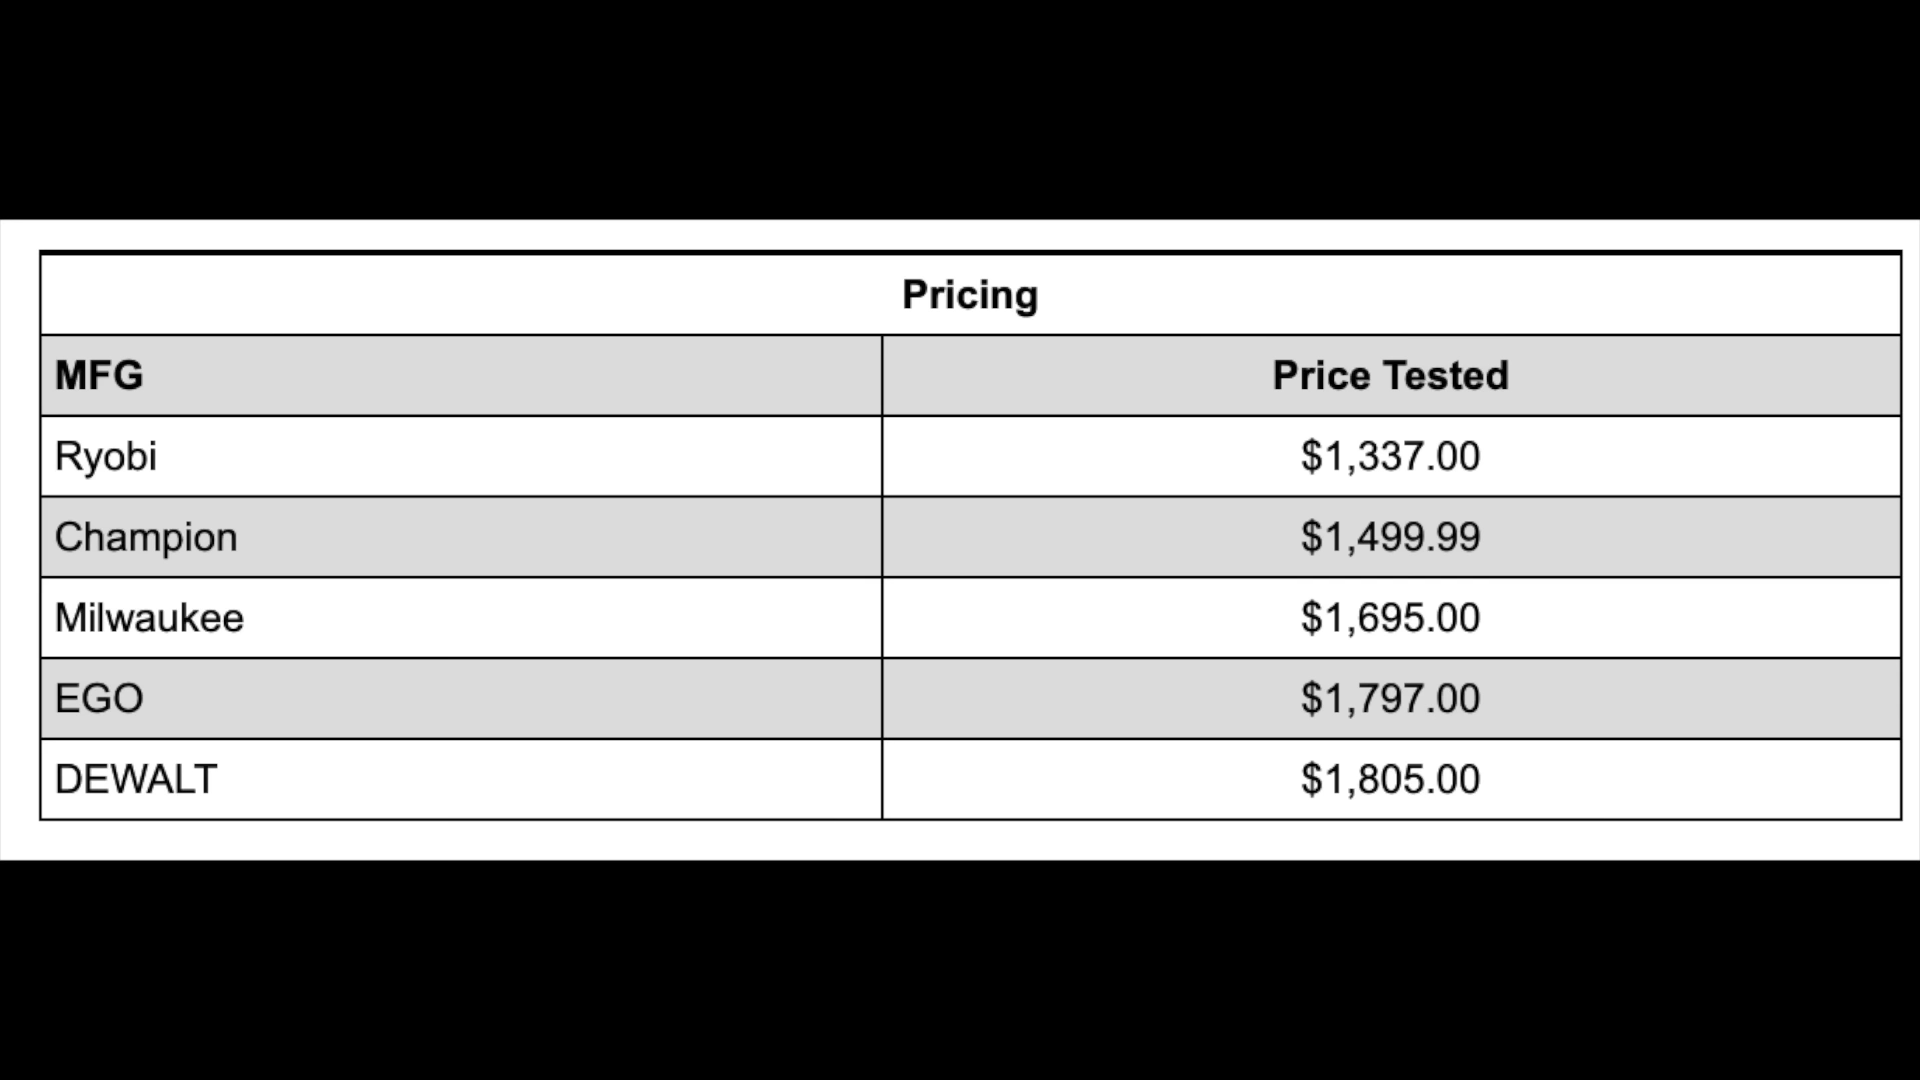 Pricing
MFG Price Tested
Ryobi $1,337.00
Champion $1,499.99
Milwaukee $1,695.00
EGO $1,797.00
DEWALT $1,805.00